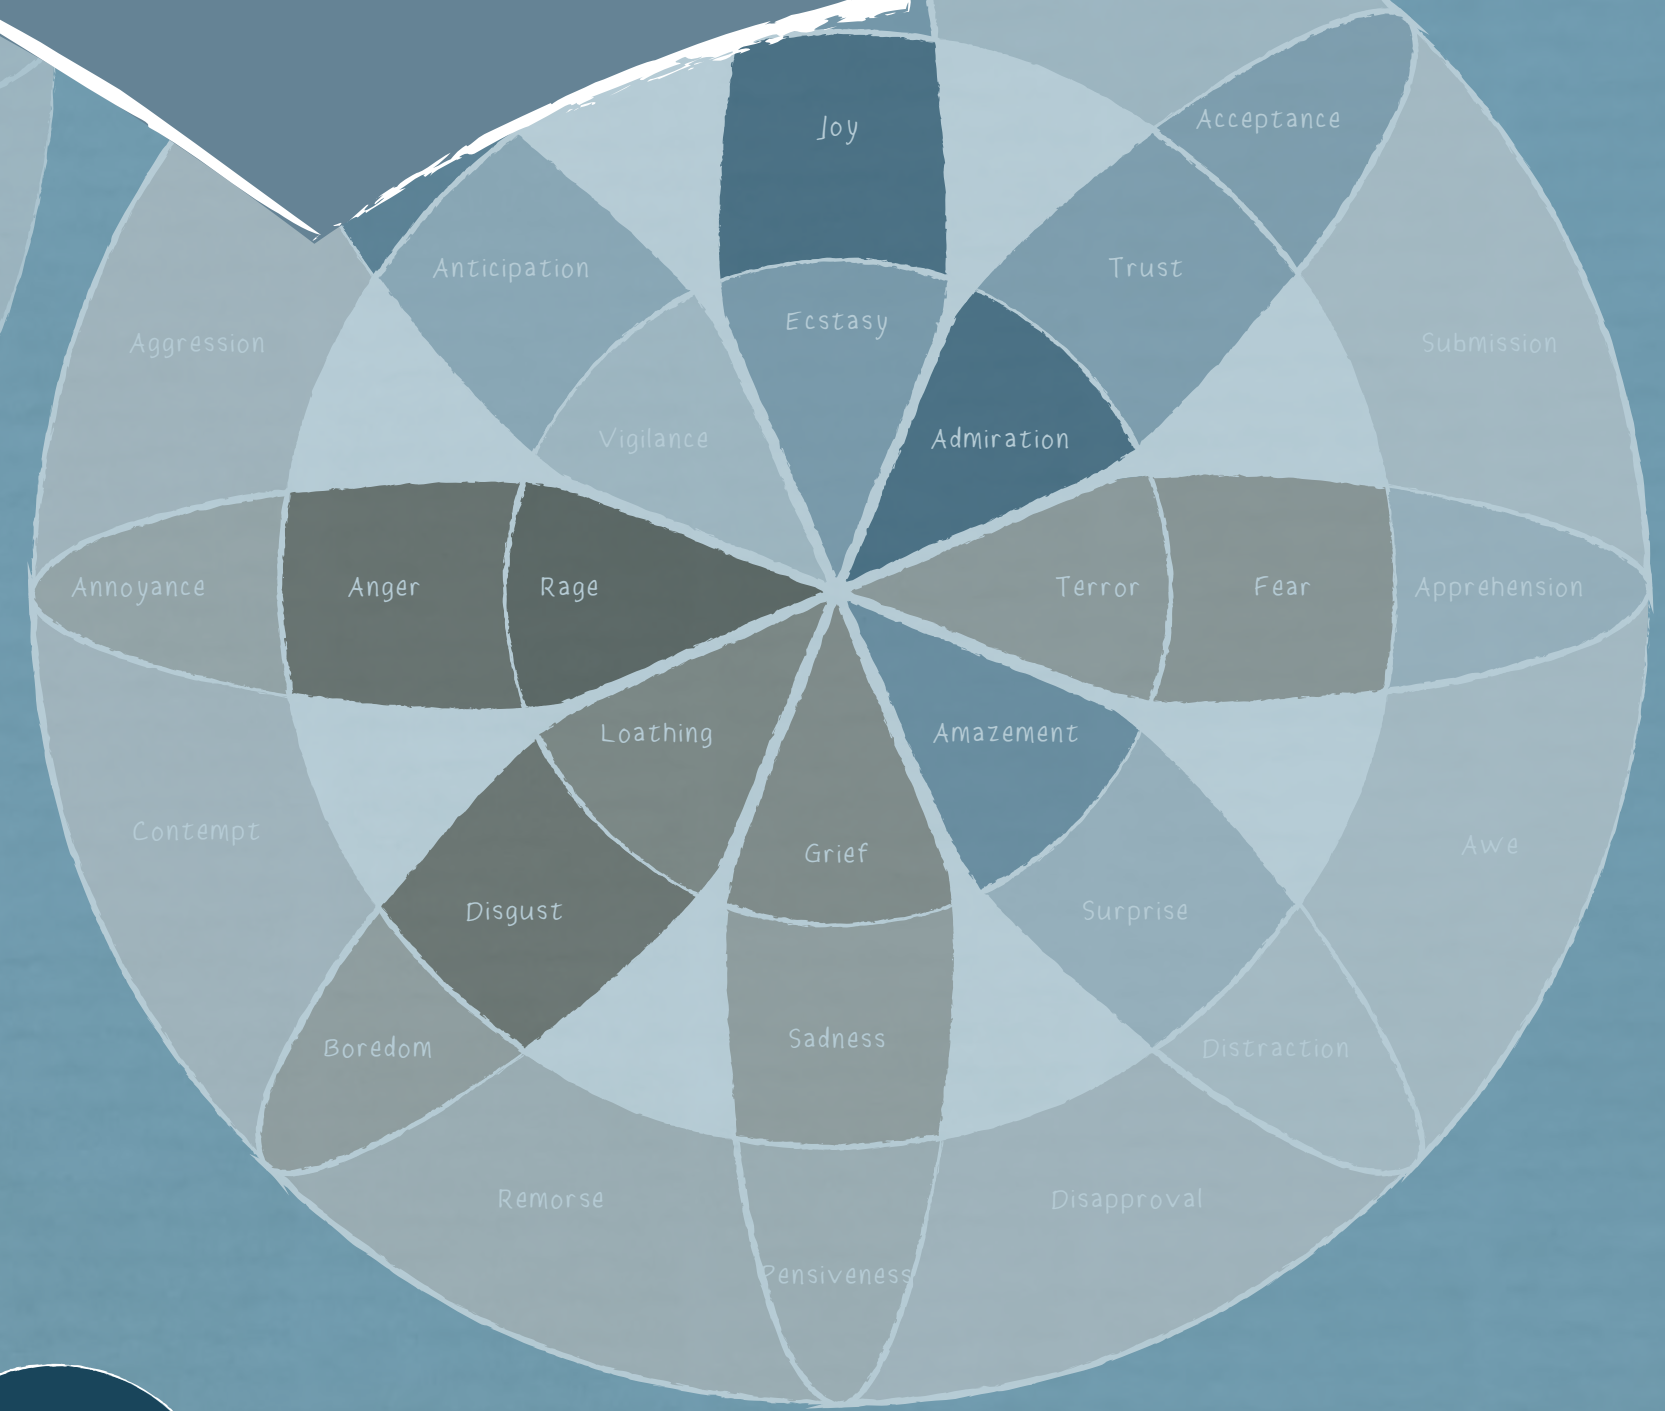 Joy
Acceptance
Anticipation
Trust
Ecstasy
Aggression
Submission
Vigilance
Admiration
Annoyance
Anger
Rage
Terror
Fear
Apprehension
Loathing
Amazement
Contempt
Grief
Awe
Disgust
Surprise
Sadness
Boredom
Distraction
Remorse
Disapproval
Pensiveness